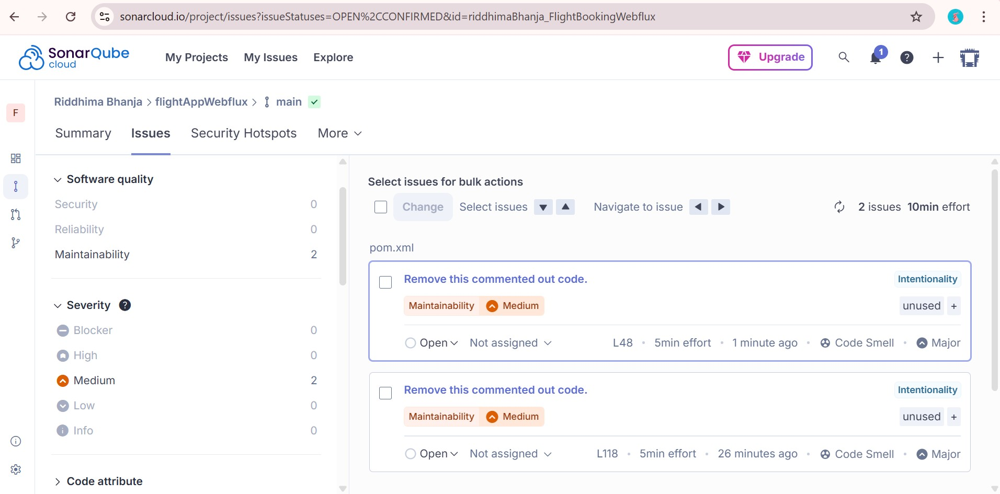 sonarcloud.io/project/issues?issueStatuses=OPEN%2CCONFIRMED&id=riddhimaBhanja_FlightBookingWebflux
SonarQube cloud
My Projects My Issues Explore
Upgrade
1
?
Riddhima Bhanja > flightAppWebflux > main
F
Summary Issues Security Hotspots More
Software quality
Security 0
Reliability 0
Maintainability 2
Severity ?
Blocker 0
High 0
Medium 2
Low 0
Info 0
Code attribute
Select issues for bulk actions
Change Select issues Navigate to issue 2 issues 10min effort
pom.xml
Remove this commented out code. Intentionality
Maintainability Medium unused +
Open Not assigned L48 • 5min effort • 1 minute ago • Code Smell • Major
Remove this commented out code. Intentionality
Maintainability Medium unused +
Open Not assigned L118 • 5min effort • 26 minutes ago • Code Smell • Major